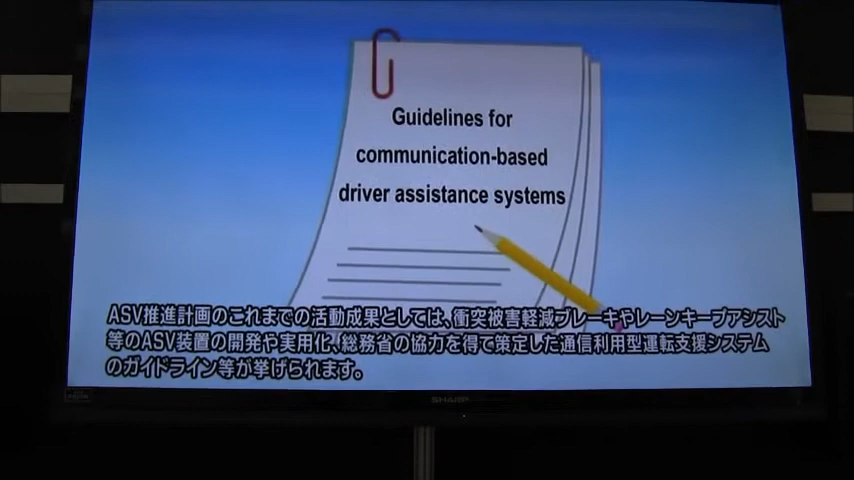 Guidelines for
communication-based
driver assistance systems
ASV推進計画のこれまでの活動成果としては、衝突被害軽減ブレーキやレーンキープアシスト
等のASV装置の開発や実用化、総務省の協力を得て策定した通信利用型運転支援システム
のガイドライン等が挙げられます。
SHARP